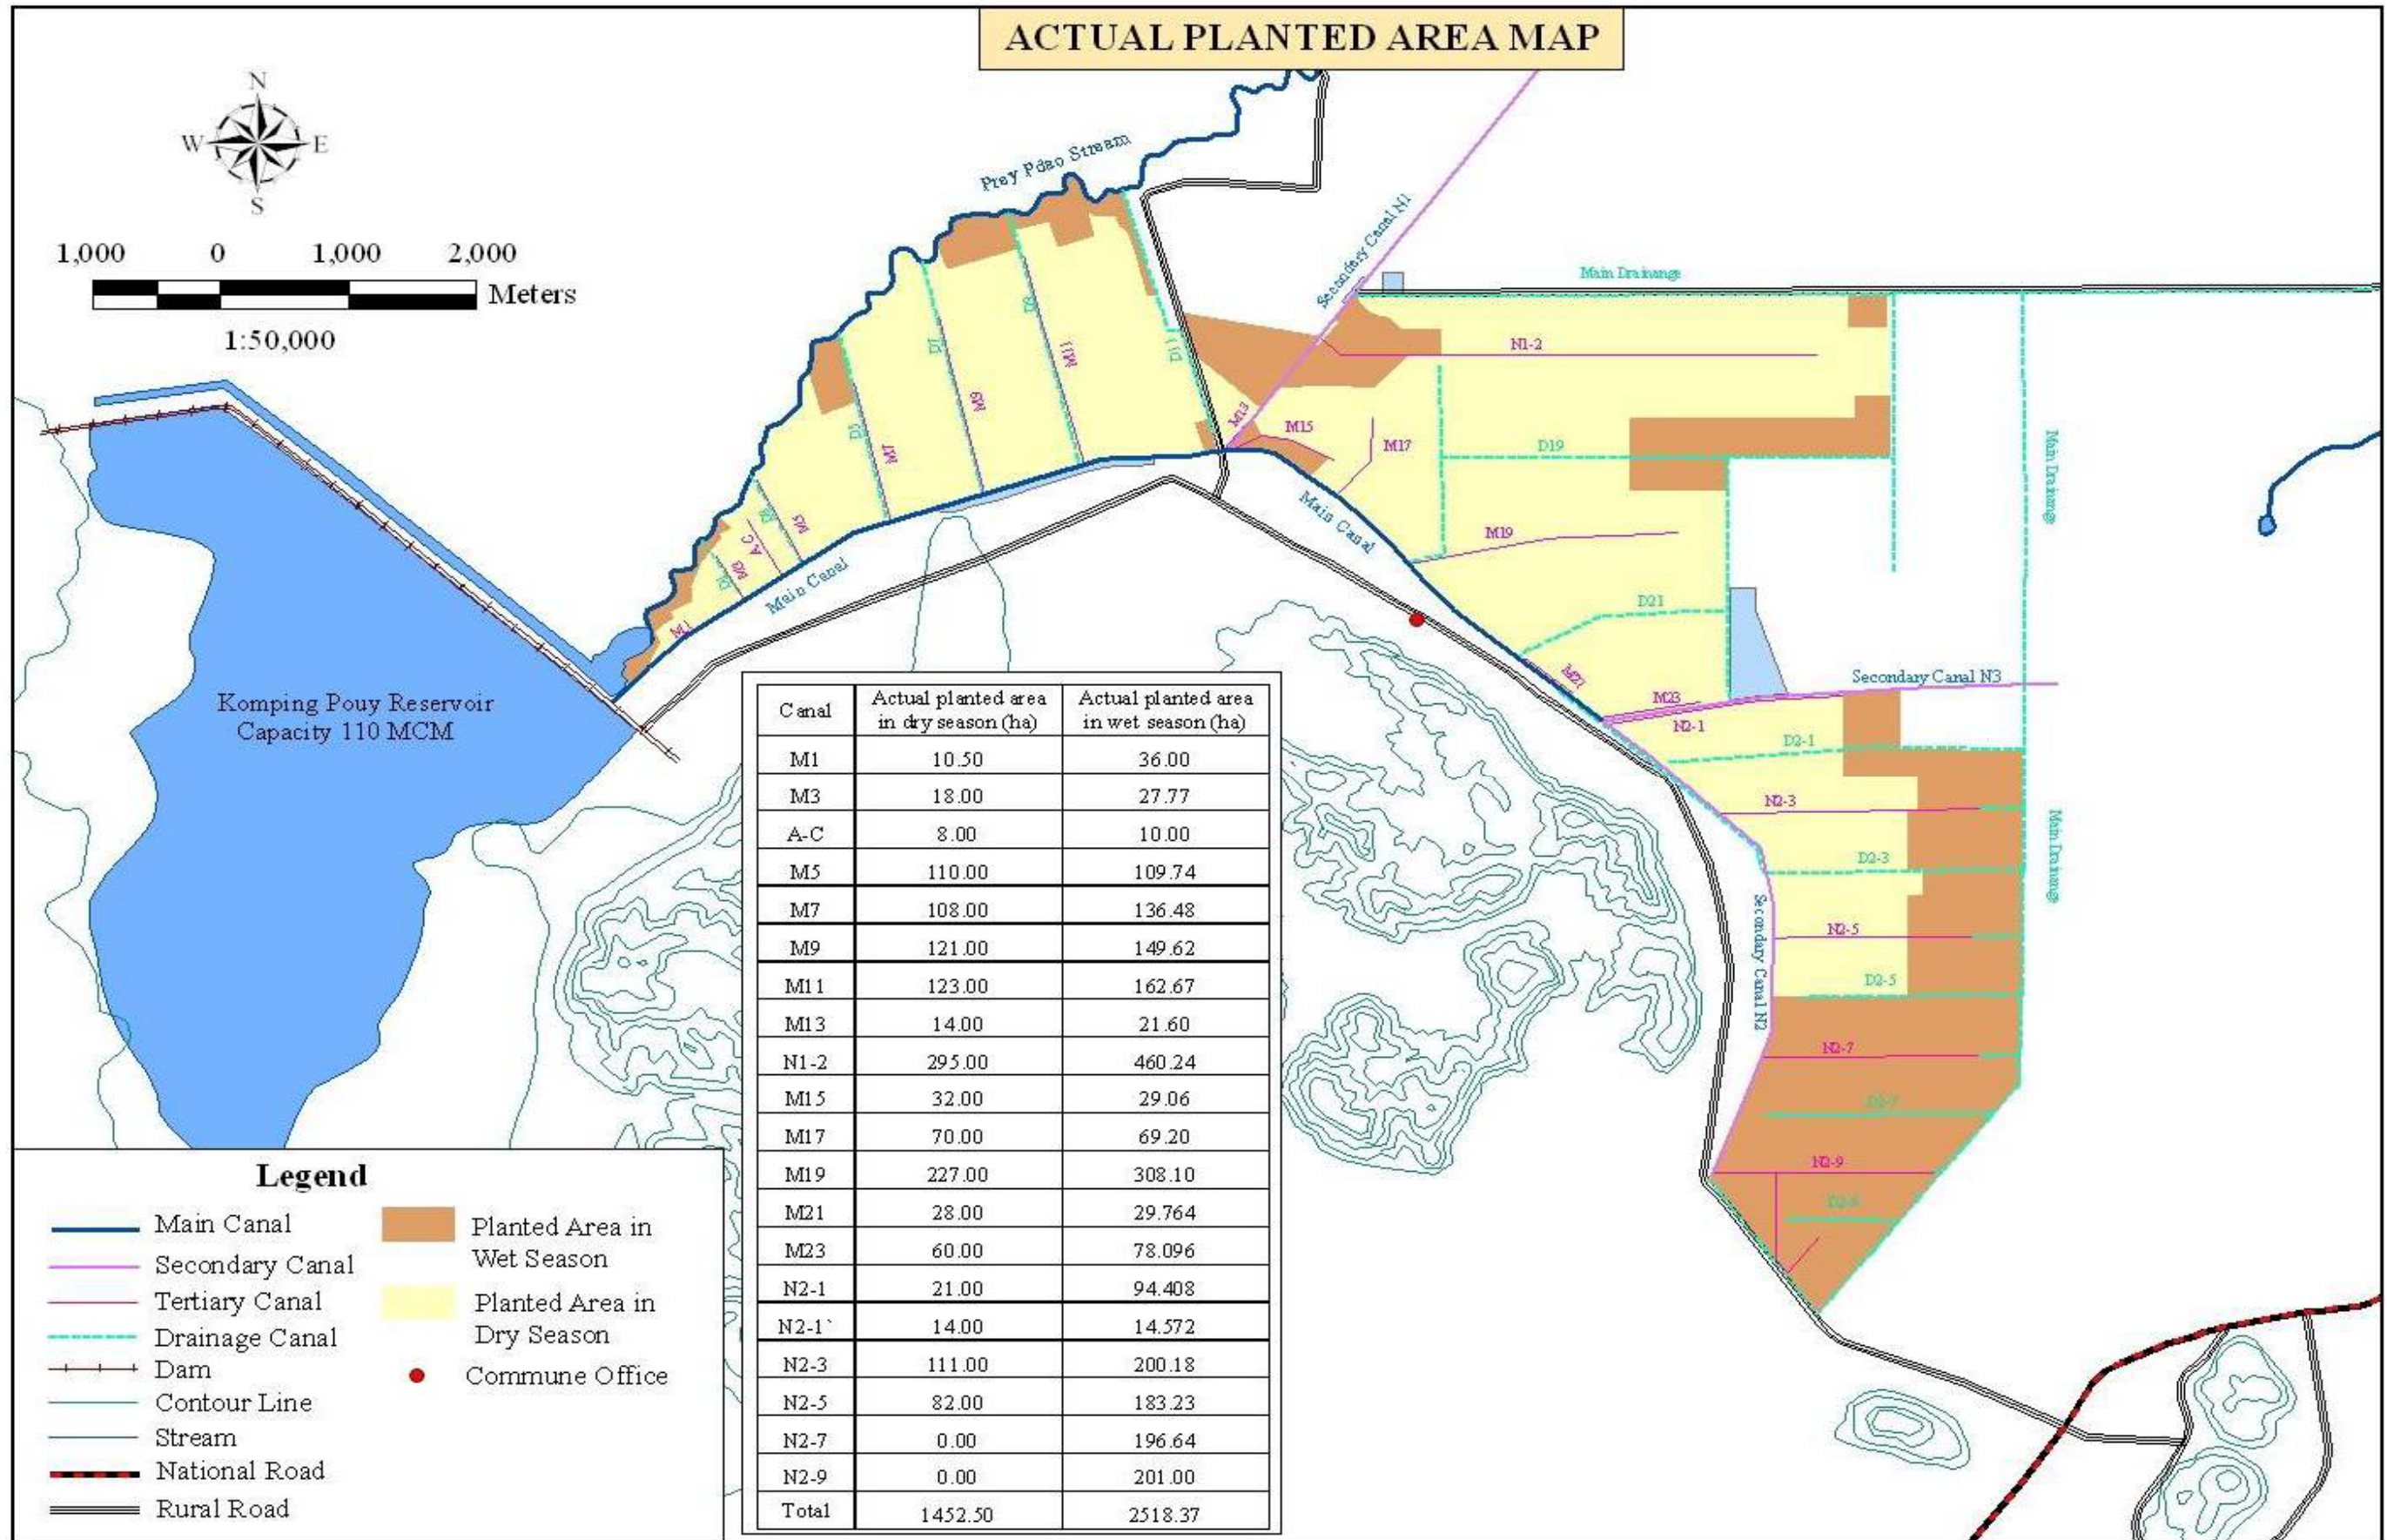 ACTUAL PLANTED AREA MAP
N
W E
S
1,000 0 1,000 2,000
Meters
1:50,000
Prey Pdao Stream
Secondary Canal N1
Main Drainange
N1-2
D9
D7
M11
D11
M9
M13
M15
M17
D5
M7
D19
Main Drainange
Main Canal
D3
M5
A-C
M3
D1
M19
Main Canal
M1
D21
M21
Secondary Canal N3
M23
N2-1
D2-1
N2-3
Main Drainange
D2-3
Secondary Canal N2
N2-5
D2-5
N2-7
D2-7
N2-9
D2-9
Komping Pouy Reservoir
Capacity 110 MCM
Canal Actual planted area in dry season (ha) Actual planted area in wet season (ha)
M1 10.50 36.00
M3 18.00 27.77
A-C 8.00 10.00
M5 110.00 109.74
M7 108.00 136.48
M9 121.00 149.62
M11 123.00 162.67
M13 14.00 21.60
N1-2 295.00 460.24
M15 32.00 29.06
M17 70.00 69.20
M19 227.00 308.10
M21 28.00 29.764
M23 60.00 78.096
N2-1 21.00 94.408
N2-1` 14.00 14.572
N2-3 111.00 200.18
N2-5 82.00 183.23
N2-7 0.00 196.64
N2-9 0.00 201.00
Total 1452.50 2518.37
Legend
Main Canal
Secondary Canal
Tertiary Canal
Drainage Canal
Dam
Contour Line
Stream
National Road
Rural Road
Planted Area in
Wet Season
Planted Area in
Dry Season
Commune Office